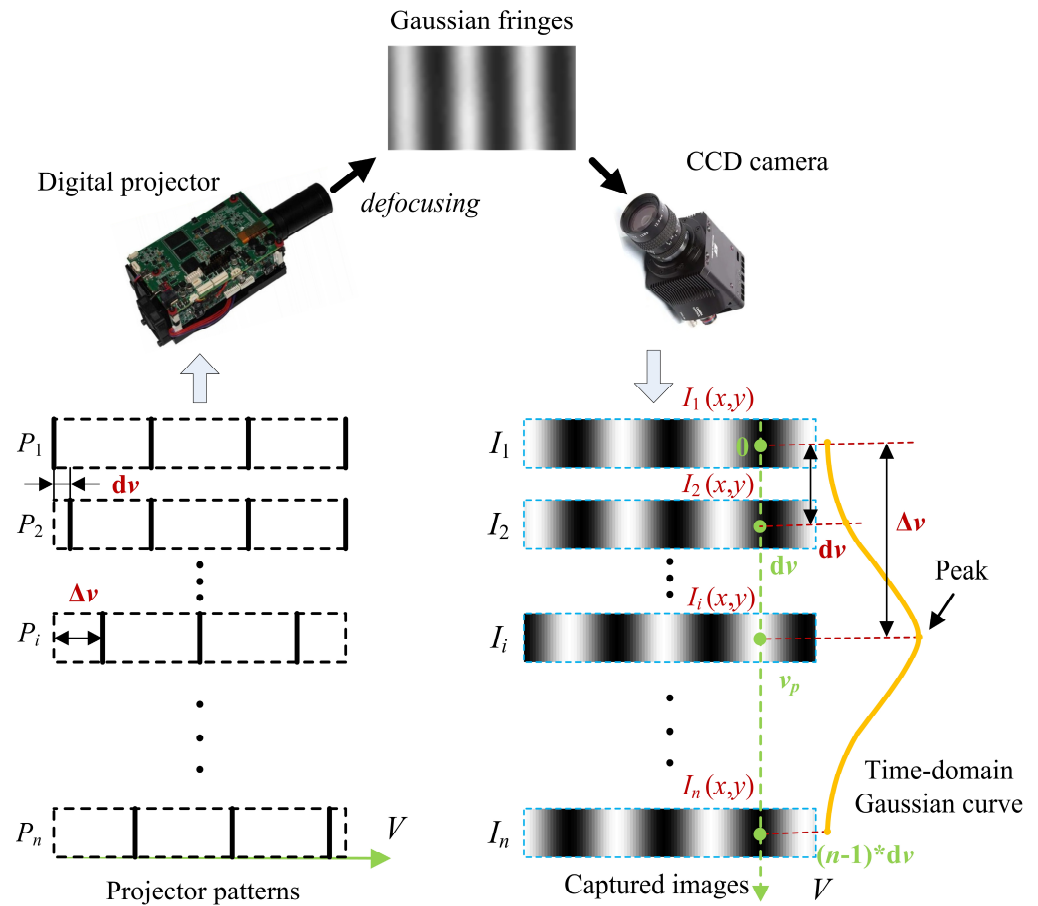 Gaussian fringes
CCD camera
Digital projector
defocusing
I1 (x,y)
P1
I1
0
dv
I2 (x,y)
P2
I2
dv
Δv
dv
Δv
Ii (x,y)
Peak
Pi
Ii
vp
In (x,y)
Time-domain
Gaussian curve
Pn
V
In
(n-1)*dv
Projector patterns
Captured images
V